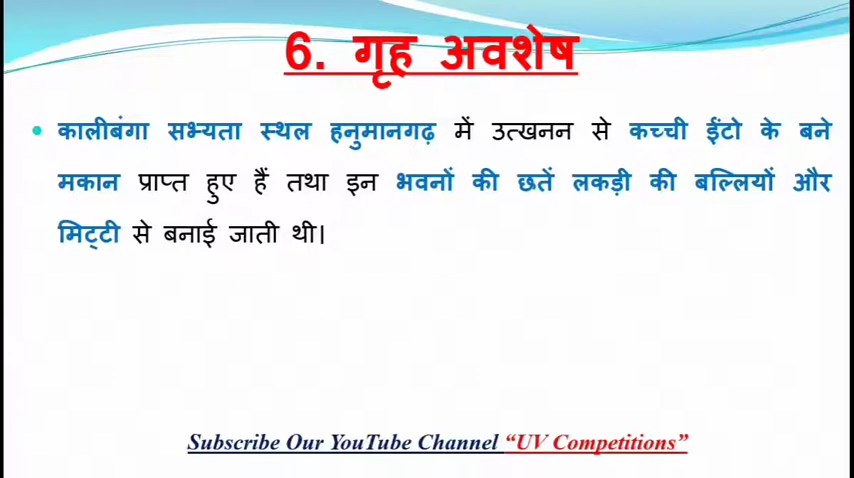 6. गृह अवशेष
• कालीबंगा सभ्यता स्थल हनुमानगढ़ में उत्खनन से कच्ची ईंटो के बने
मकान प्राप्त हुए हैं तथा इन भवनों की छतें लकड़ी की बल्लियों और
मिट्टी से बनाई जाती थी।
Subscribe Our YouTube Channel “UV Competitions”